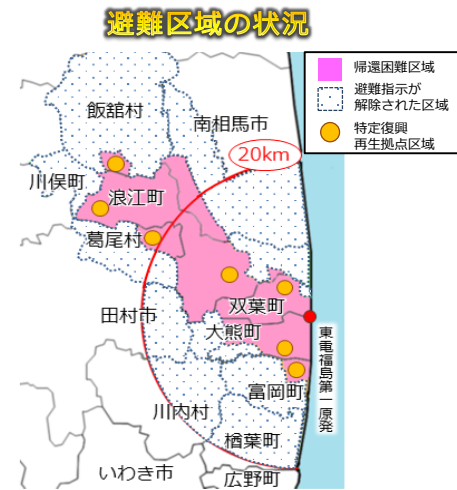 避難区域の状況
帰還困難区域
避難指示が
解除された区域
特定復興
再生拠点区域
飯舘村
南相馬市
20km
川俣町
浪江町
葛尾村
田村市
双葉町
大熊町
東電福島第一原発
富岡町
川内村
楢葉町
いわき市
広野町